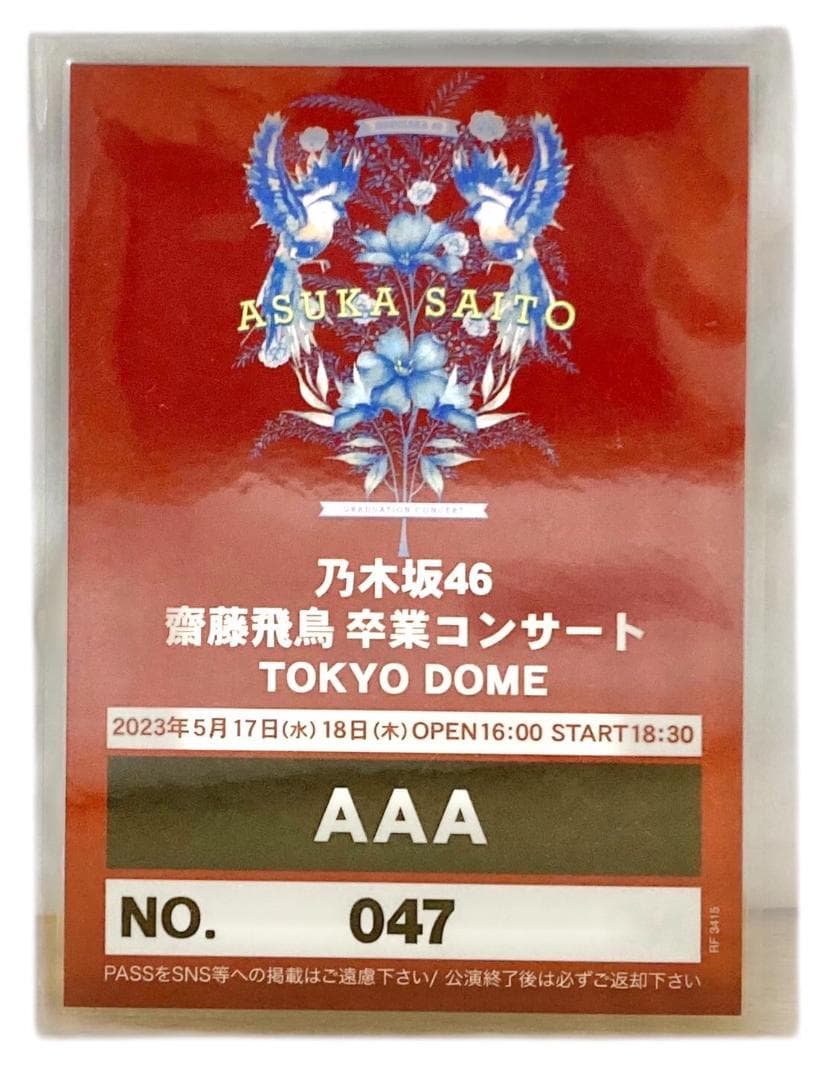 ASUKA SAITO
GRADUATION CONCERT
乃木坂46
齋藤飛鳥 卒業コンサート
TOKYO DOME
2023年5月17日(水)18日(木)OPEN16:00 START18:30
AAA
NO. 047
RF 3415
PASSをSNS等への掲載はご遠慮下さい/ 公演終了後は必ずご返却下さい